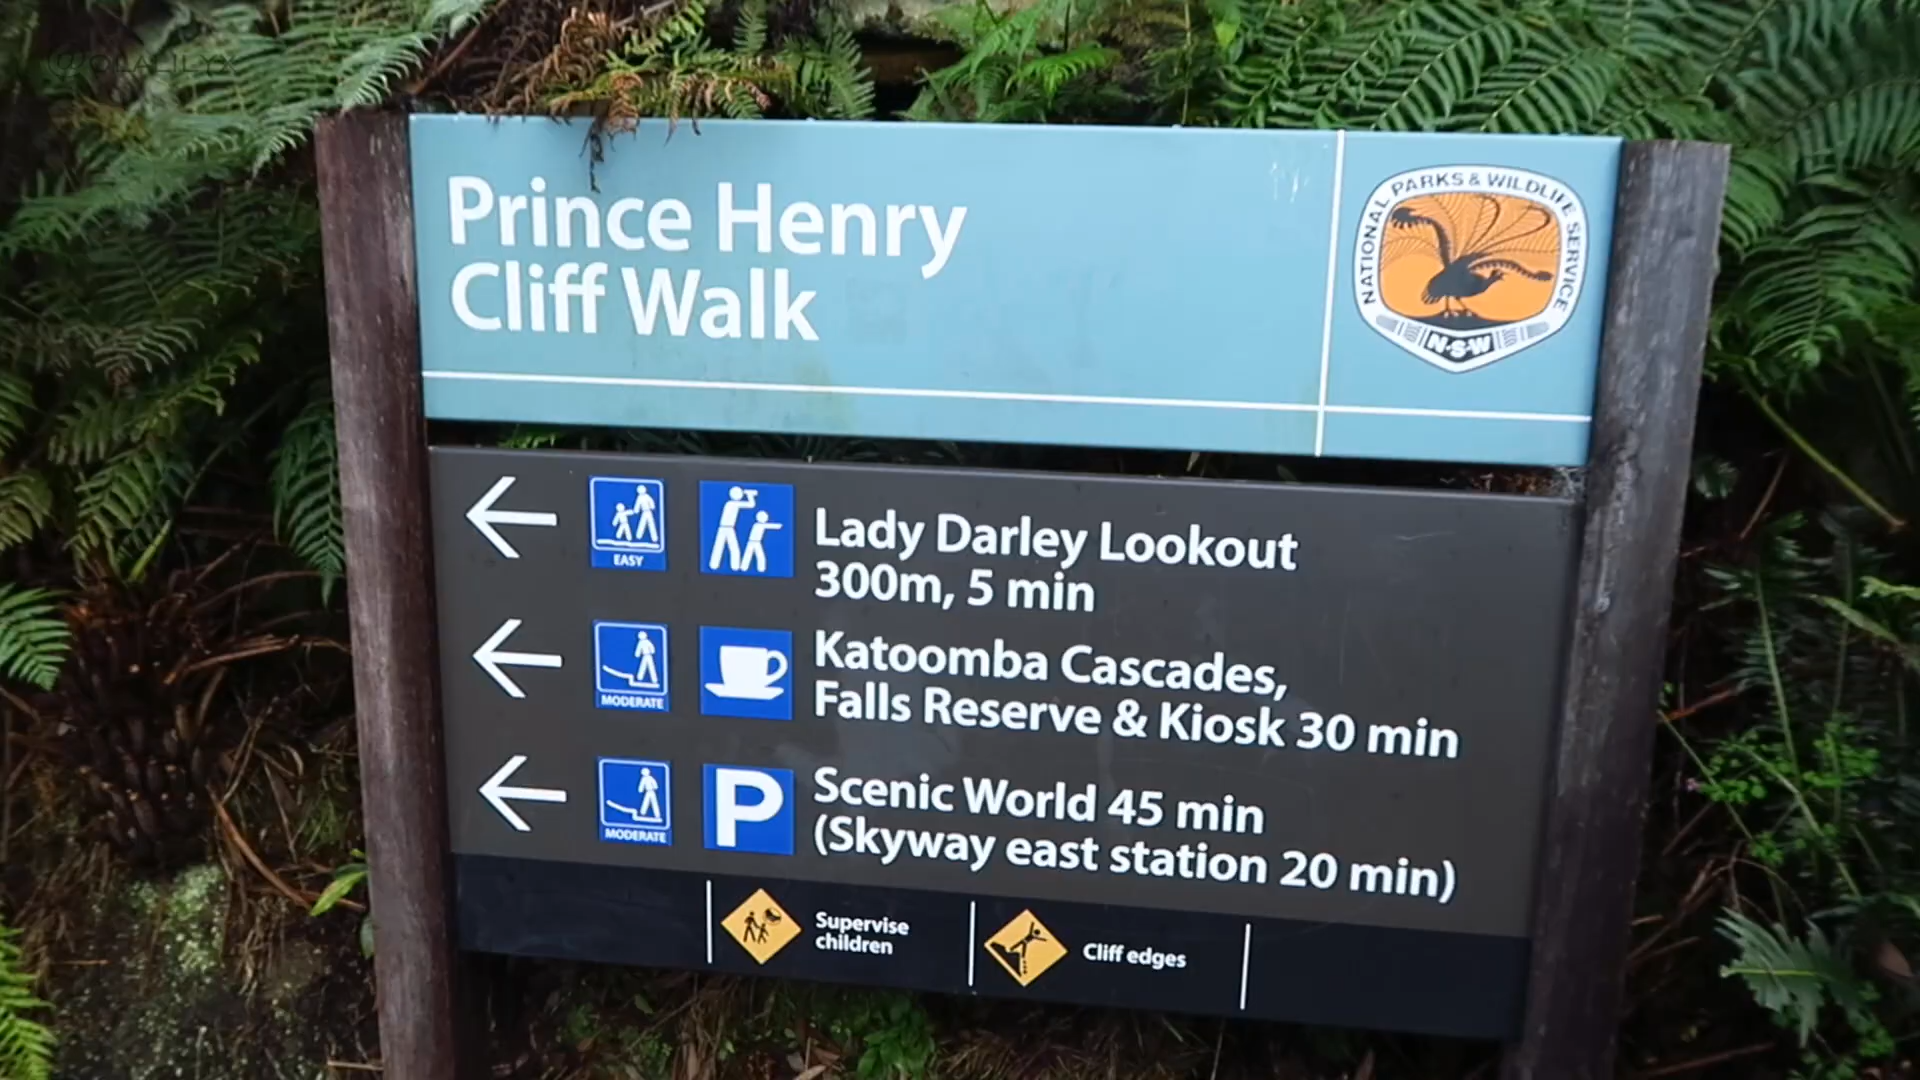 @OLALILYX
Prince Henry
Cliff Walk
NATIONAL PARKS & WILDLIFE SERVICE
N·S·W
EASY
Lady Darley Lookout
300m, 5 min
MODERATE
Katoomba Cascades,
Falls Reserve & Kiosk 30 min
MODERATE
P
Scenic World 45 min
(Skyway east station 20 min)
Supervise
children
Cliff edges